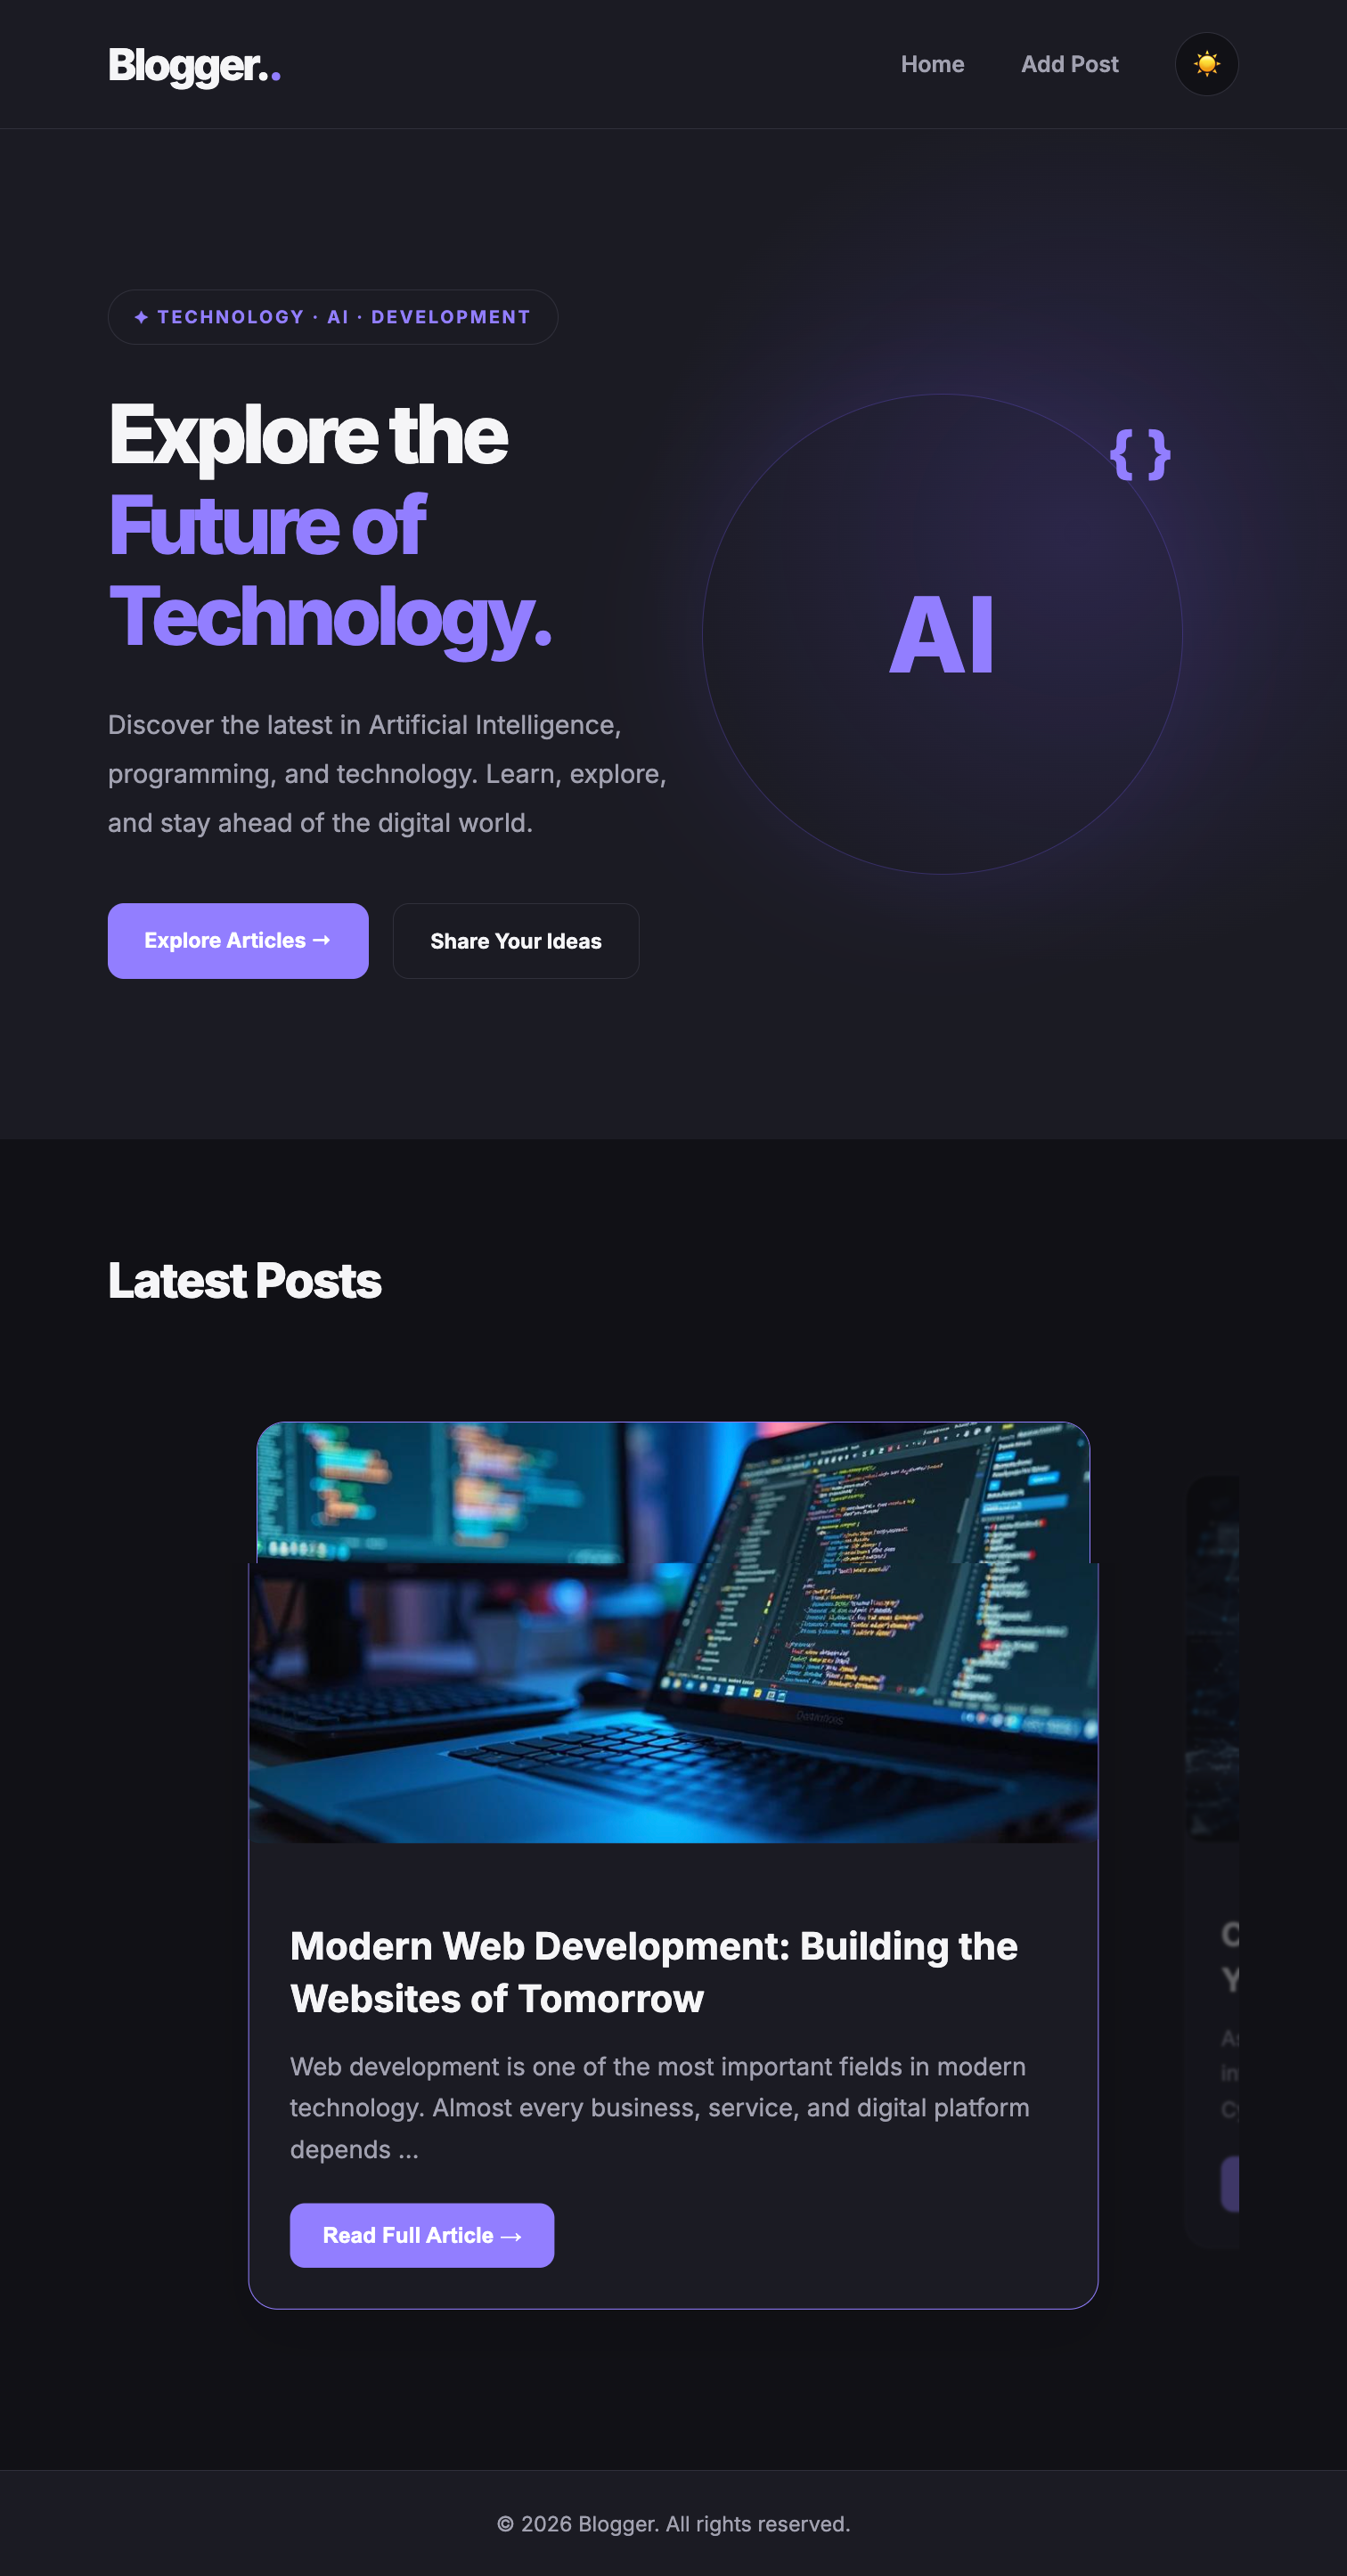 Blogger..
Home
Add Post
✦ TECHNOLOGY · AI · DEVELOPMENT
Explore the
Future of
Technology.
Discover the latest in Artificial Intelligence,
programming, and technology. Learn, explore,
and stay ahead of the digital world.
Explore Articles →
Share Your Ideas
{ }
AI
Latest Posts
Modern Web Development: Building the
Websites of Tomorrow
Web development is one of the most important fields in modern
technology. Almost every business, service, and digital platform
depends ...
Read Full Article →
© 2026 Blogger. All rights reserved.